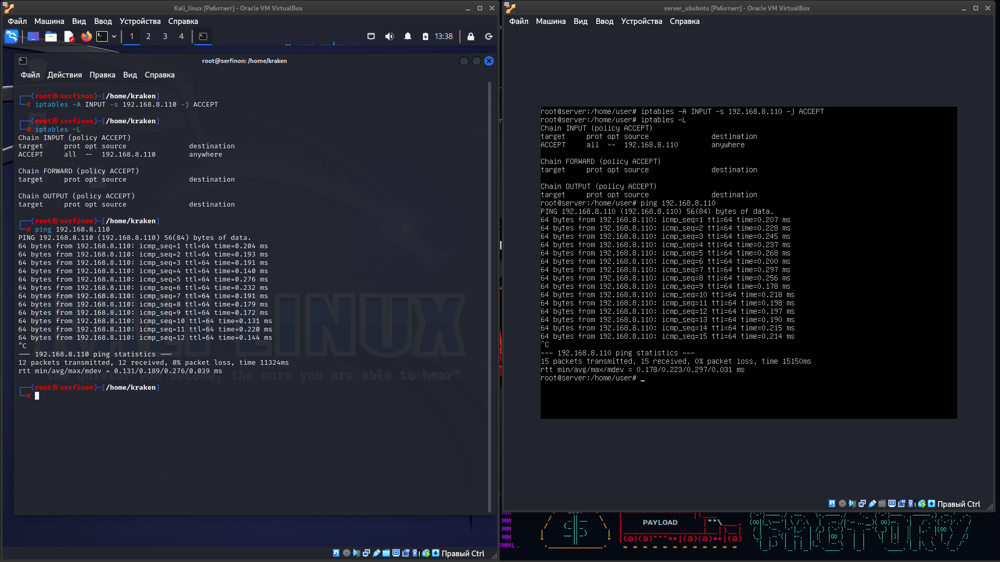 Kali_linux [Работает] - Oracle VM VirtualBox
Файл Машина Вид Ввод Устройства Справка
1 2 3 4
13:38
root@serfinon: /home/kraken
Файл Действия Правка Вид Справка
┌──(root㉿serfinon)-[/home/kraken]
└─# iptables -A INPUT -s 192.168.8.110 -j ACCEPT
┌──(root㉿serfinon)-[/home/kraken]
└─# iptables -L
Chain INPUT (policy ACCEPT)
target     prot opt source               destination
ACCEPT     all  --  192.168.8.110        anywhere
Chain FORWARD (policy ACCEPT)
target     prot opt source               destination
Chain OUTPUT (policy ACCEPT)
target     prot opt source               destination
┌──(root㉿serfinon)-[/home/kraken]
└─# ping 192.168.8.110
PING 192.168.8.110 (192.168.8.110) 56(84) bytes of data.
64 bytes from 192.168.8.110: icmp_seq=1 ttl=64 time=0.204 ms
64 bytes from 192.168.8.110: icmp_seq=2 ttl=64 time=0.193 ms
64 bytes from 192.168.8.110: icmp_seq=3 ttl=64 time=0.191 ms
64 bytes from 192.168.8.110: icmp_seq=4 ttl=64 time=0.140 ms
64 bytes from 192.168.8.110: icmp_seq=5 ttl=64 time=0.276 ms
64 bytes from 192.168.8.110: icmp_seq=6 ttl=64 time=0.232 ms
64 bytes from 192.168.8.110: icmp_seq=7 ttl=64 time=0.191 ms
64 bytes from 192.168.8.110: icmp_seq=8 ttl=64 time=0.179 ms
64 bytes from 192.168.8.110: icmp_seq=9 ttl=64 time=0.172 ms
64 bytes from 192.168.8.110: icmp_seq=10 ttl=64 time=0.131 ms
64 bytes from 192.168.8.110: icmp_seq=11 ttl=64 time=0.220 ms
64 bytes from 192.168.8.110: icmp_seq=12 ttl=64 time=0.144 ms
^C
--- 192.168.8.110 ping statistics ---
12 packets transmitted, 12 received, 0% packet loss, time 11324ms
rtt min/avg/max/mdev = 0.131/0.189/0.276/0.039 ms
┌──(root㉿serfinon)-[/home/kraken]
└─#
KALI LINUX
the quieter you become, the more you are able to hear"
Правый Ctrl
server_ububntu [Работает] - Oracle VM VirtualBox
Файл Машина Вид Ввод Устройства Справка
root@server:/home/user# iptables -A INPUT -s 192.168.8.110 -j ACCEPT
root@server:/home/user# iptables -L
Chain INPUT (policy ACCEPT)
target     prot opt source               destination
ACCEPT     all  --  192.168.8.110        anywhere
Chain FORWARD (policy ACCEPT)
target     prot opt source               destination
Chain OUTPUT (policy ACCEPT)
target     prot opt source               destination
root@server:/home/user# ping 192.168.8.110
PING 192.168.8.110 (192.168.8.110) 56(84) bytes of data.
64 bytes from 192.168.8.110: icmp_seq=1 ttl=64 time=0.207 ms
64 bytes from 192.168.8.110: icmp_seq=2 ttl=64 time=0.228 ms
64 bytes from 192.168.8.110: icmp_seq=3 ttl=64 time=0.245 ms
64 bytes from 192.168.8.110: icmp_seq=4 ttl=64 time=0.237 ms
64 bytes from 192.168.8.110: icmp_seq=5 ttl=64 time=0.268 ms
64 bytes from 192.168.8.110: icmp_seq=6 ttl=64 time=0.200 ms
64 bytes from 192.168.8.110: icmp_seq=7 ttl=64 time=0.297 ms
64 bytes from 192.168.8.110: icmp_seq=8 ttl=64 time=0.256 ms
64 bytes from 192.168.8.110: icmp_seq=9 ttl=64 time=0.178 ms
64 bytes from 192.168.8.110: icmp_seq=10 ttl=64 time=0.218 ms
64 bytes from 192.168.8.110: icmp_seq=11 ttl=64 time=0.198 ms
64 bytes from 192.168.8.110: icmp_seq=12 ttl=64 time=0.197 ms
64 bytes from 192.168.8.110: icmp_seq=13 ttl=64 time=0.190 ms
64 bytes from 192.168.8.110: icmp_seq=14 ttl=64 time=0.215 ms
64 bytes from 192.168.8.110: icmp_seq=15 ttl=64 time=0.214 ms
^C
--- 192.168.8.110 ping statistics ---
15 packets transmitted, 15 received, 0% packet loss, time 15150ms
rtt min/avg/max/mdev = 0.178/0.223/0.297/0.031 ms
root@server:/home/user# _
Правый Ctrl
MM
MM
MM
MM
JMML.
PAYLOAD